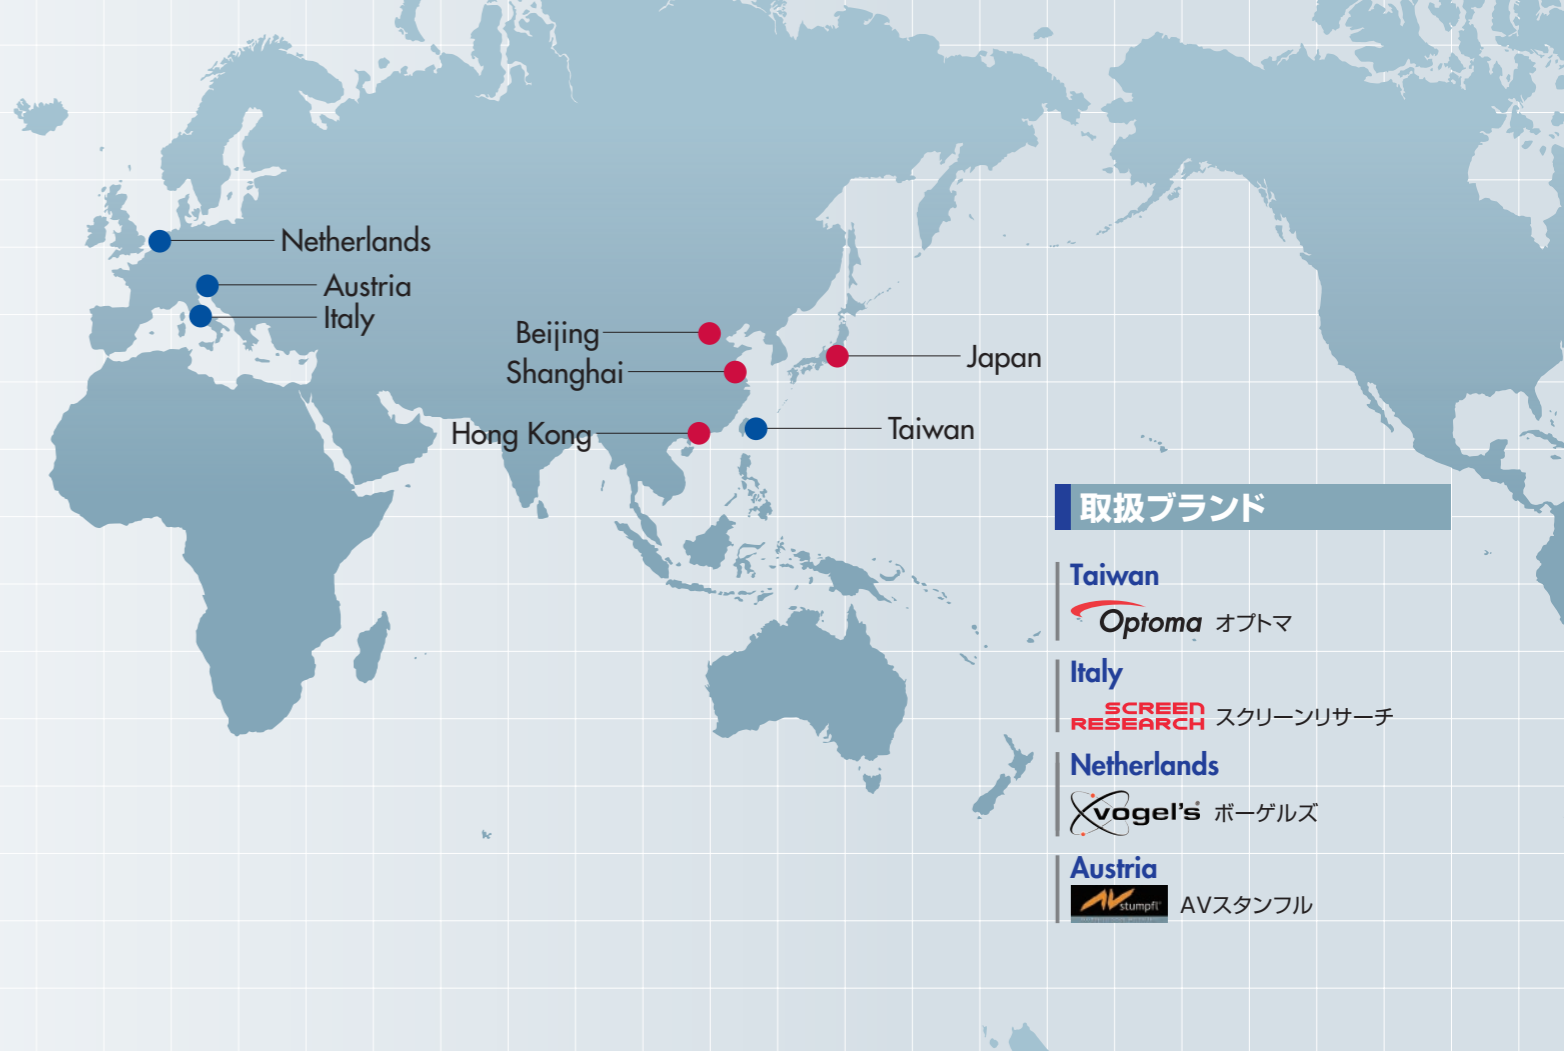 Netherlands
Austria
Italy
Beijing
Shanghai
Hong Kong
Japan
Taiwan
取扱ブランド
Taiwan
Optoma オプトマ
Italy
SCREEN
RESEARCH スクリーンリサーチ
Netherlands
vogel's ボーゲルズ
Austria
AV stumpfl AVスタンフル